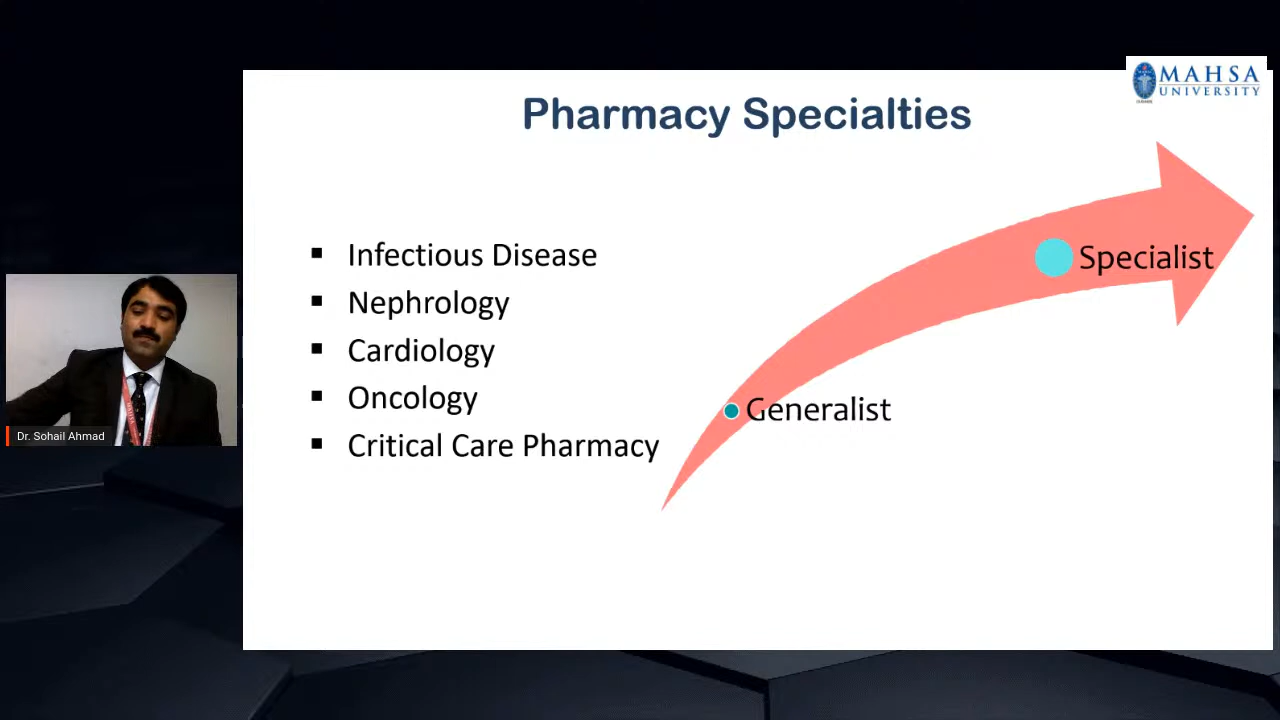 MAHSA
UNIVERSITY
Pharmacy Specialties
▪ Infectious Disease
▪ Nephrology
▪ Cardiology
▪ Oncology
▪ Critical Care Pharmacy
Specialist
Generalist
Dr. Sohail Ahmad